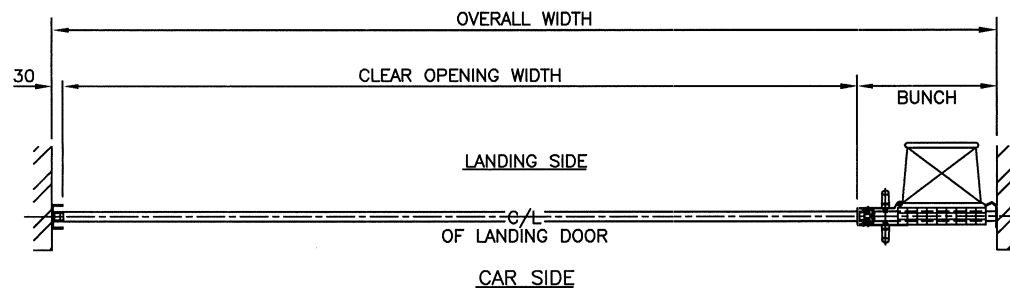 OVERALL WIDTH
30
CLEAR OPENING WIDTH
BUNCH
LANDING SIDE
C/L
OF LANDING DOOR
CAR SIDE